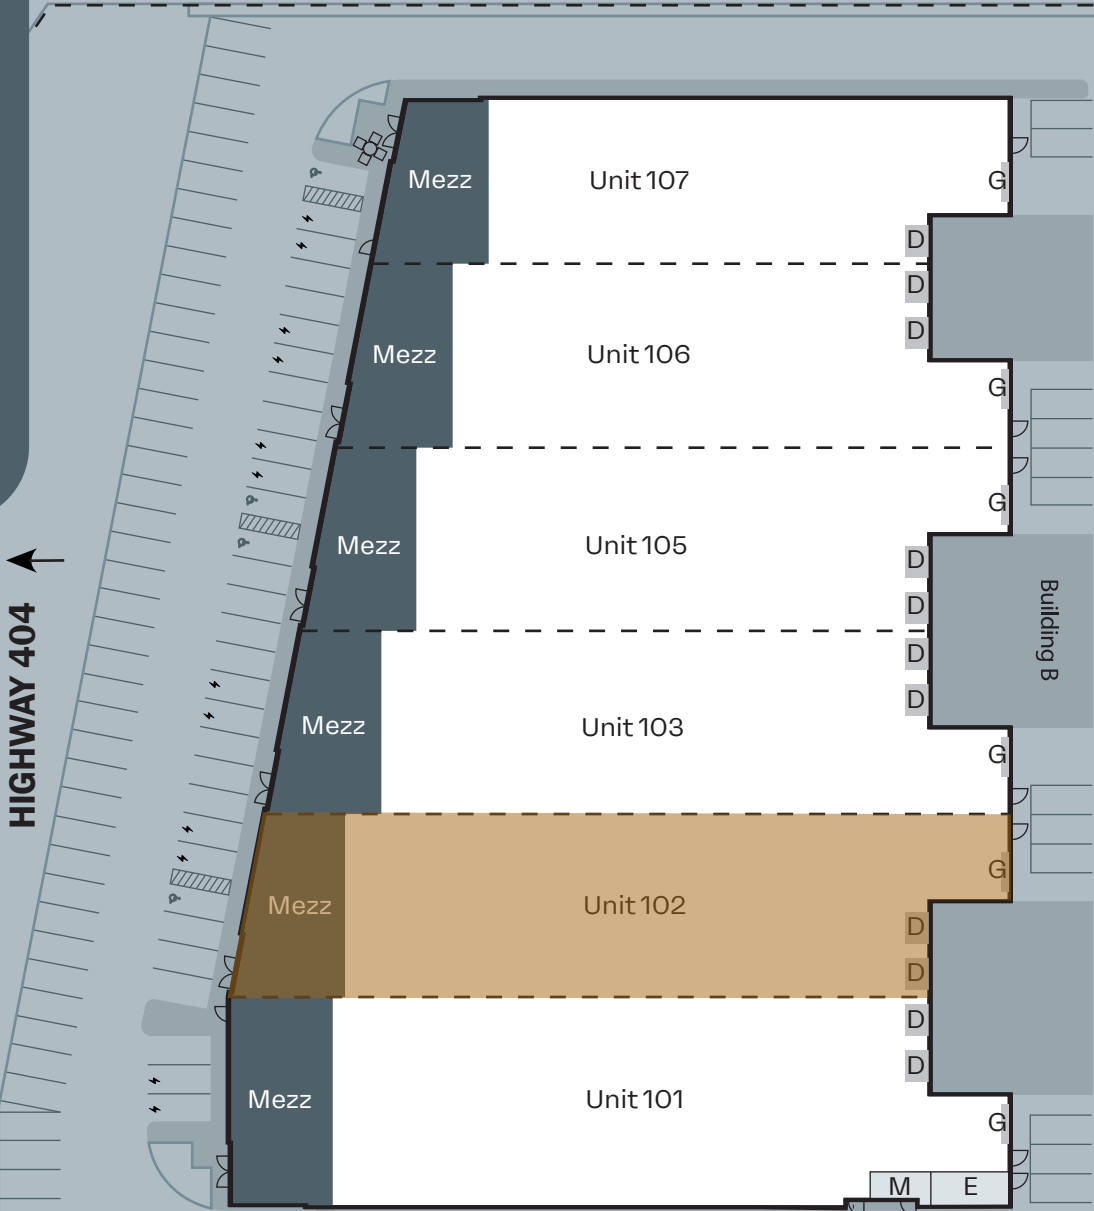 Mezz
Unit 107
G
D
D
D
Mezz
Unit 106
G
Mezz
Unit 105
G
D
D
D
D
Mezz
Unit 103
G
Building B
HIGHWAY 404
Mezz
Unit 102
G
D
D
D
D
Mezz
Unit 101
G
M
E